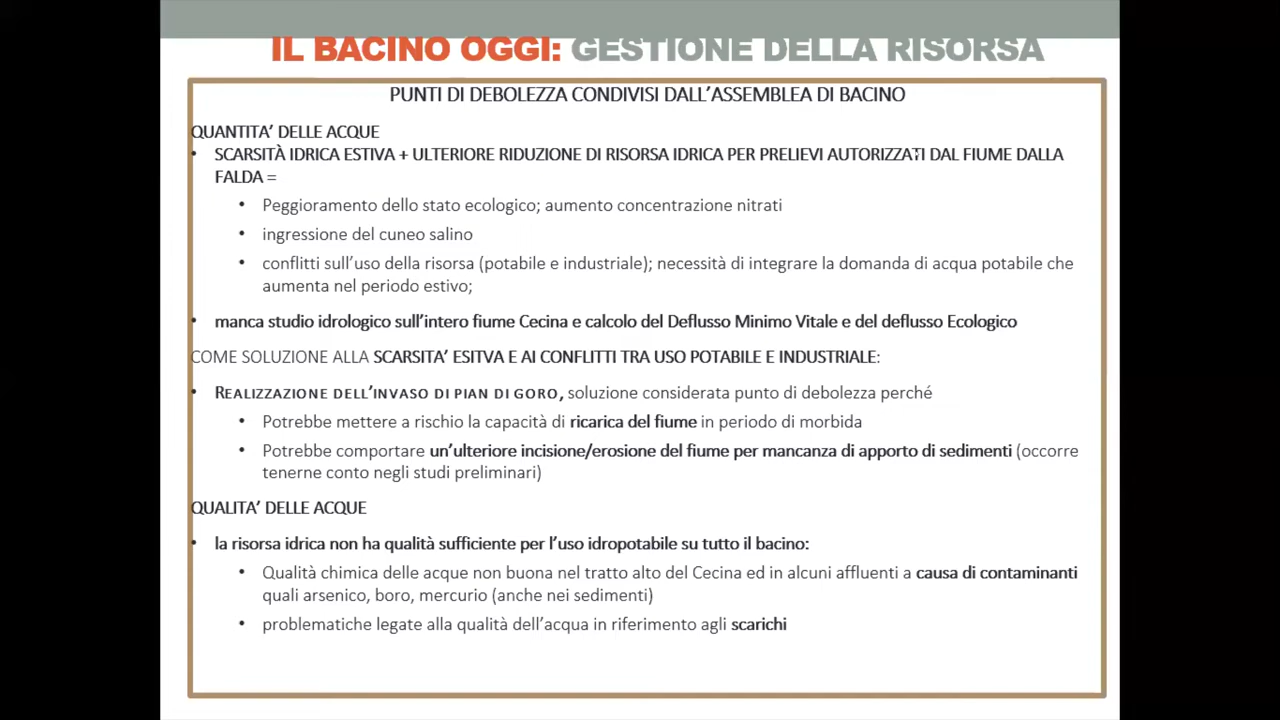 IL BACINO OGGI: GESTIONE DELLA RISORSA
PUNTI DI DEBOLEZZA CONDIVISI DALL'ASSEMBLEA DI BACINO
QUANTITA' DELLE ACQUE
• SCARSITÀ IDRICA ESTIVA + ULTERIORE RIDUZIONE DI RISORSA IDRICA PER PRELIEVI AUTORIZZATI DAL FIUME DALLA
FALDA =
• Peggioramento dello stato ecologico; aumento concentrazione nitrati
• ingressione del cuneo salino
• conflitti sull'uso della risorsa (potabile e industriale); necessità di integrare la domanda di acqua potabile che
aumenta nel periodo estivo;
• manca studio idrologico sull'intero fiume Cecina e calcolo del Deflusso Minimo Vitale e del deflusso Ecologico
COME SOLUZIONE ALLA SCARSITA' ESITVA E AI CONFLITTI TRA USO POTABILE E INDUSTRIALE:
• REALIZZAZIONE DELL'INVASO DI PIAN DI GORO, soluzione considerata punto di debolezza perché
• Potrebbe mettere a rischio la capacità di ricarica del fiume in periodo di morbida
• Potrebbe comportare un'ulteriore incisione/erosione del fiume per mancanza di apporto di sedimenti (occorre
tenerne conto negli studi preliminari)
QUALITA' DELLE ACQUE
• la risorsa idrica non ha qualità sufficiente per l'uso idropotabile su tutto il bacino:
• Qualità chimica delle acque non buona nel tratto alto del Cecina ed in alcuni affluenti a causa di contaminanti
quali arsenico, boro, mercurio (anche nei sedimenti)
• problematiche legate alla qualità dell'acqua in riferimento agli scarichi